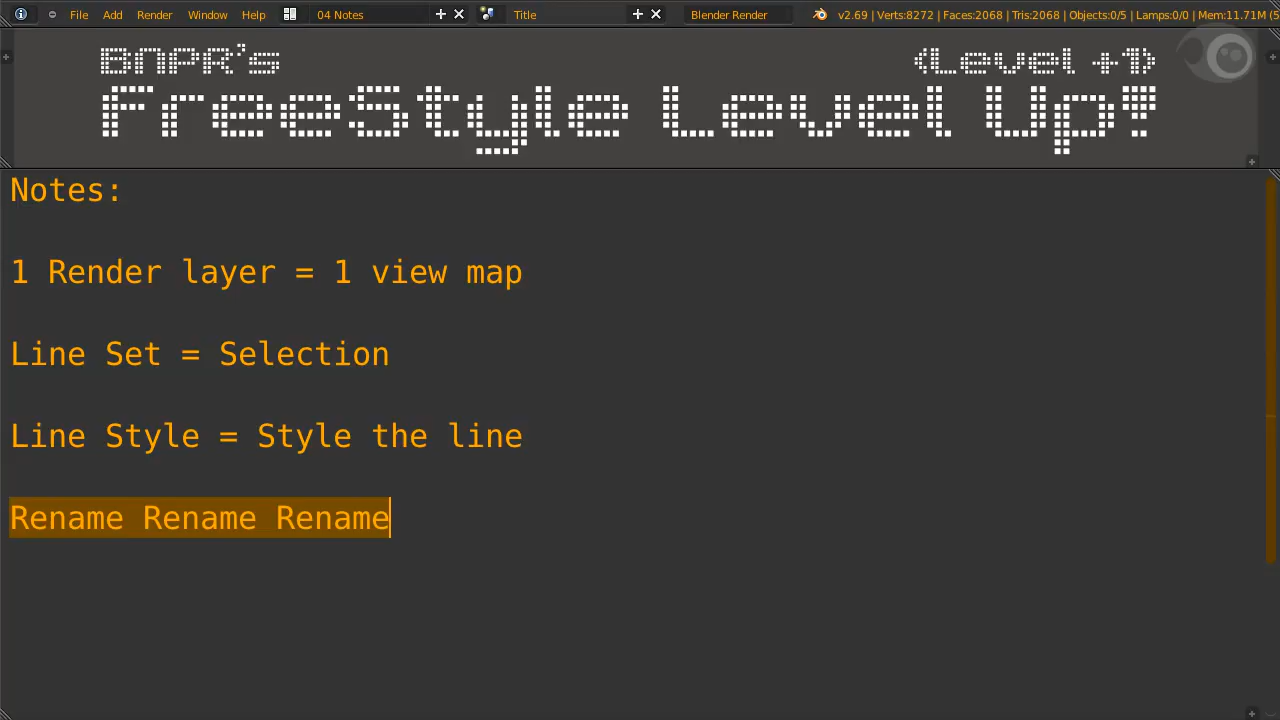 File Add Render Window Help 04 Notes Title Blender Render v2.69 | Verts:8272 | Faces:2068 | Tris:2068 | Objects:0/5 | Lamps:0/0 | Mem:11.71M (S
BNPR's (Level +1)
FreeStyle Level Up!
Notes:
1 Render layer = 1 view map
Line Set = Selection
Line Style = Style the line
Rename Rename Rename